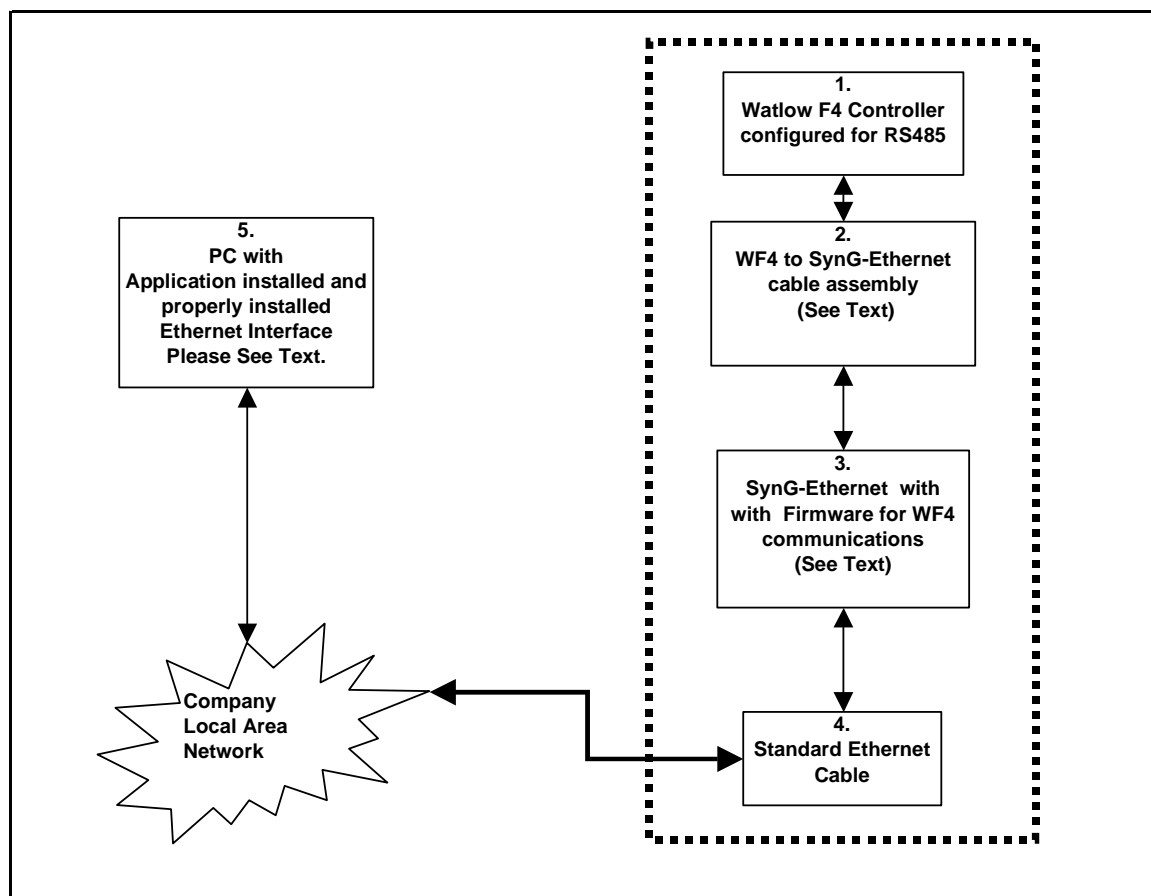 1.
Watlow F4 Controller
configured for RS485
2.
WF4 to SynG-Ethernet
cable assembly
(See Text)
3.
SynG-Ethernet with
with Firmware for WF4
communications
(See Text)
4.
Standard Ethernet
Cable
5.
PC with
Application installed and
properly installed
Ethernet Interface
Please See Text.
Company
Local Area
Network